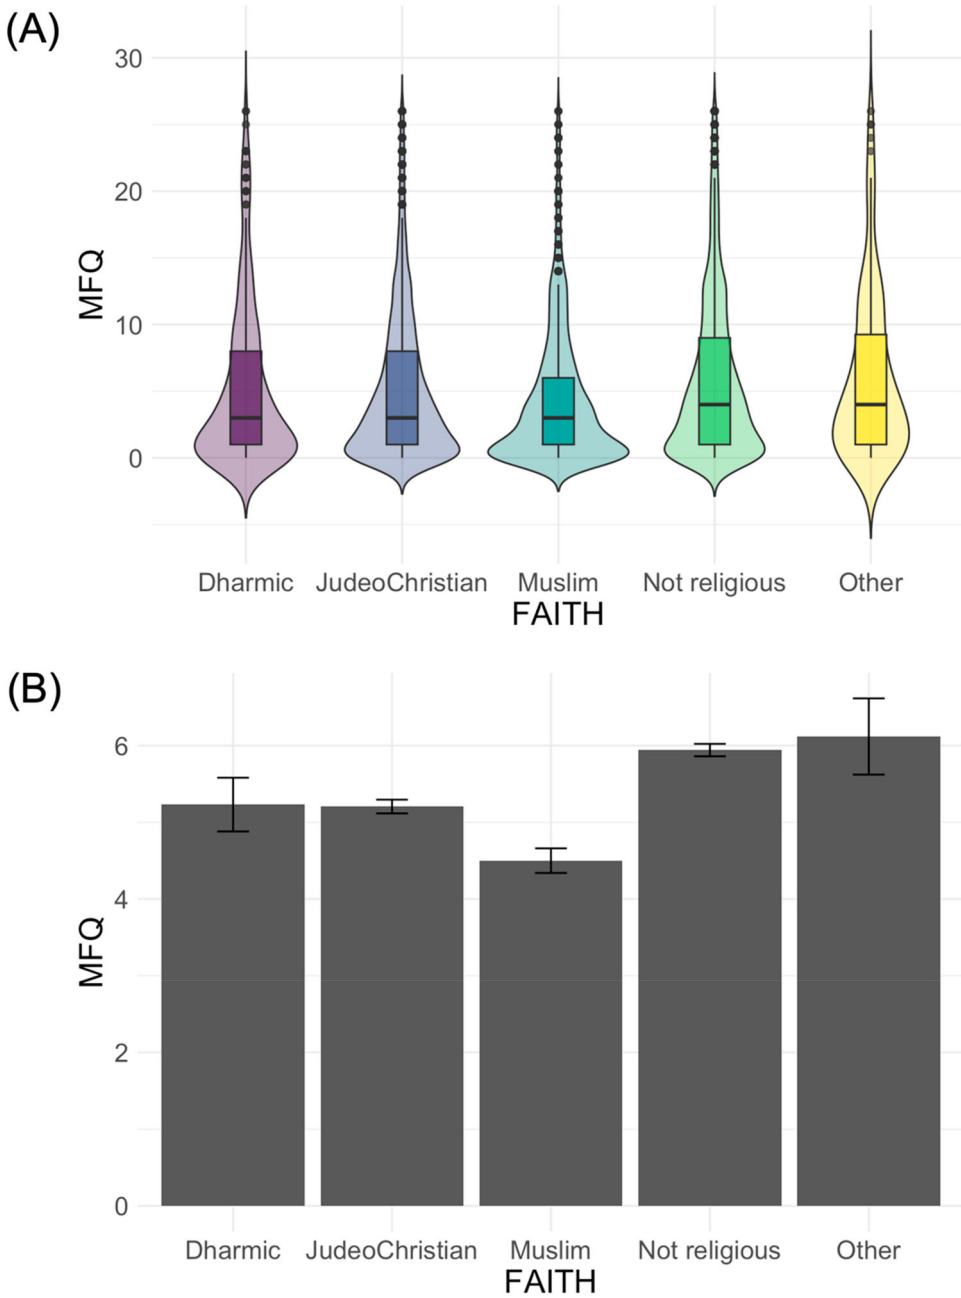 (A)
30
20
10
0
MFQ
Dharmic JudeoChristian Muslim Not religious Other
FAITH
(B)
6
4
2
0
MFQ
Dharmic JudeoChristian Muslim Not religious Other
FAITH